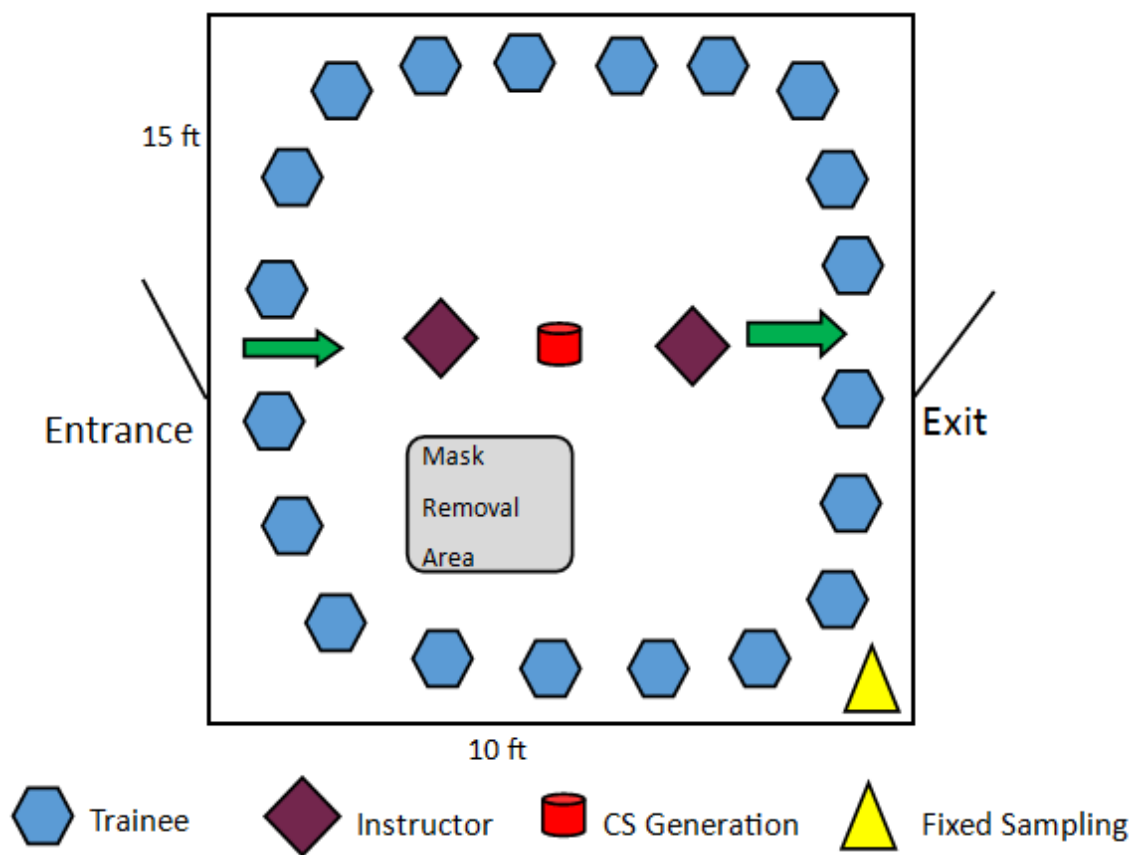 15 ft
Entrance
Exit
Mask
Removal
Area
10 ft
Trainee
Instructor
CS Generation
Fixed Sampling